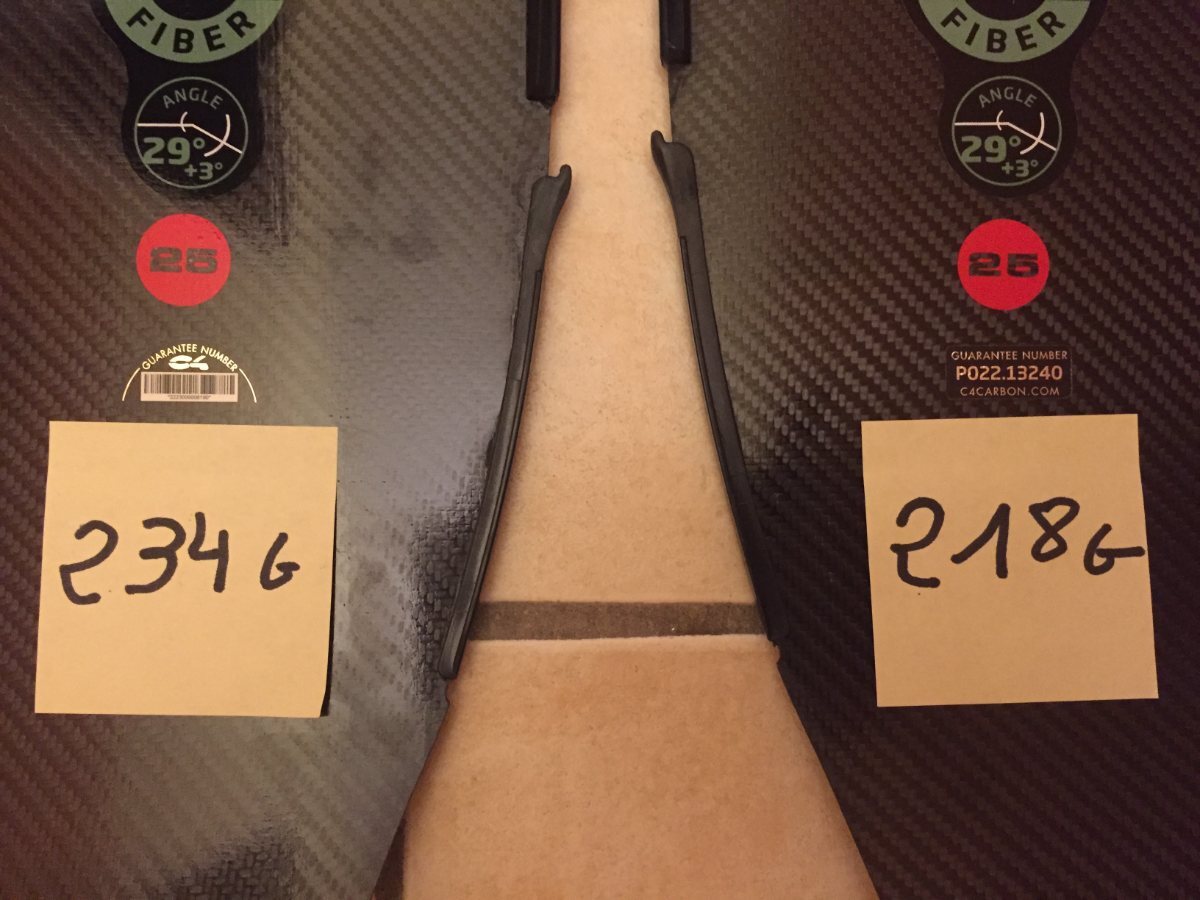 FIBER
ANGLE
29°
+3°
25
GUARANTEE NUMBER
C4
234 G
FIBER
ANGLE
29°
+3°
25
GUARANTEE NUMBER
P022.13240
C4CARBON.COM
218 G